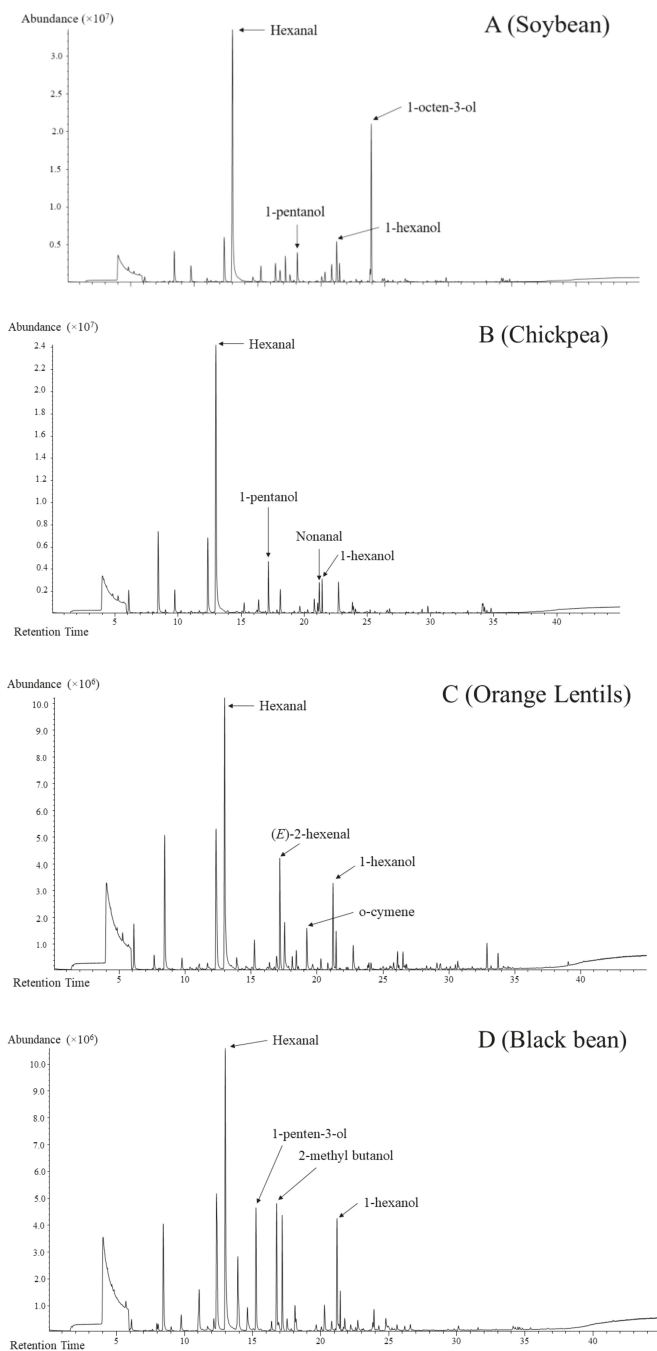 Abundance (×10⁷)
A (Soybean)
Hexanal
3.0
1-octen-3-ol
2.0
1-pentanol
1-hexanol
1.0
0.5
Abundance (×10⁷)
B (Chickpea)
2.4
Hexanal
2.2
2.0
1.8
1.6
1.4
1.2
1-pentanol
1.0
0.8
Nonanal
1-hexanol
0.6
0.4
0.2
Retention Time
5 10 15 20 25 30 35 40
Abundance (×10⁶)
C (Orange Lentils)
10.0
Hexanal
9.0
8.0
7.0
6.0
(E)-2-hexenal
5.0
1-hexanol
4.0
o-cymene
3.0
2.0
1.0
Retention Time
5 10 15 20 25 30 35 40
Abundance (×10⁶)
D (Black bean)
Hexanal
10.0
9.0
8.0
1-penten-3-ol
7.0
2-methyl butanol
6.0
1-hexanol
5.0
4.0
3.0
2.0
1.0
Retention Time
5 10 15 20 25 30 35 40